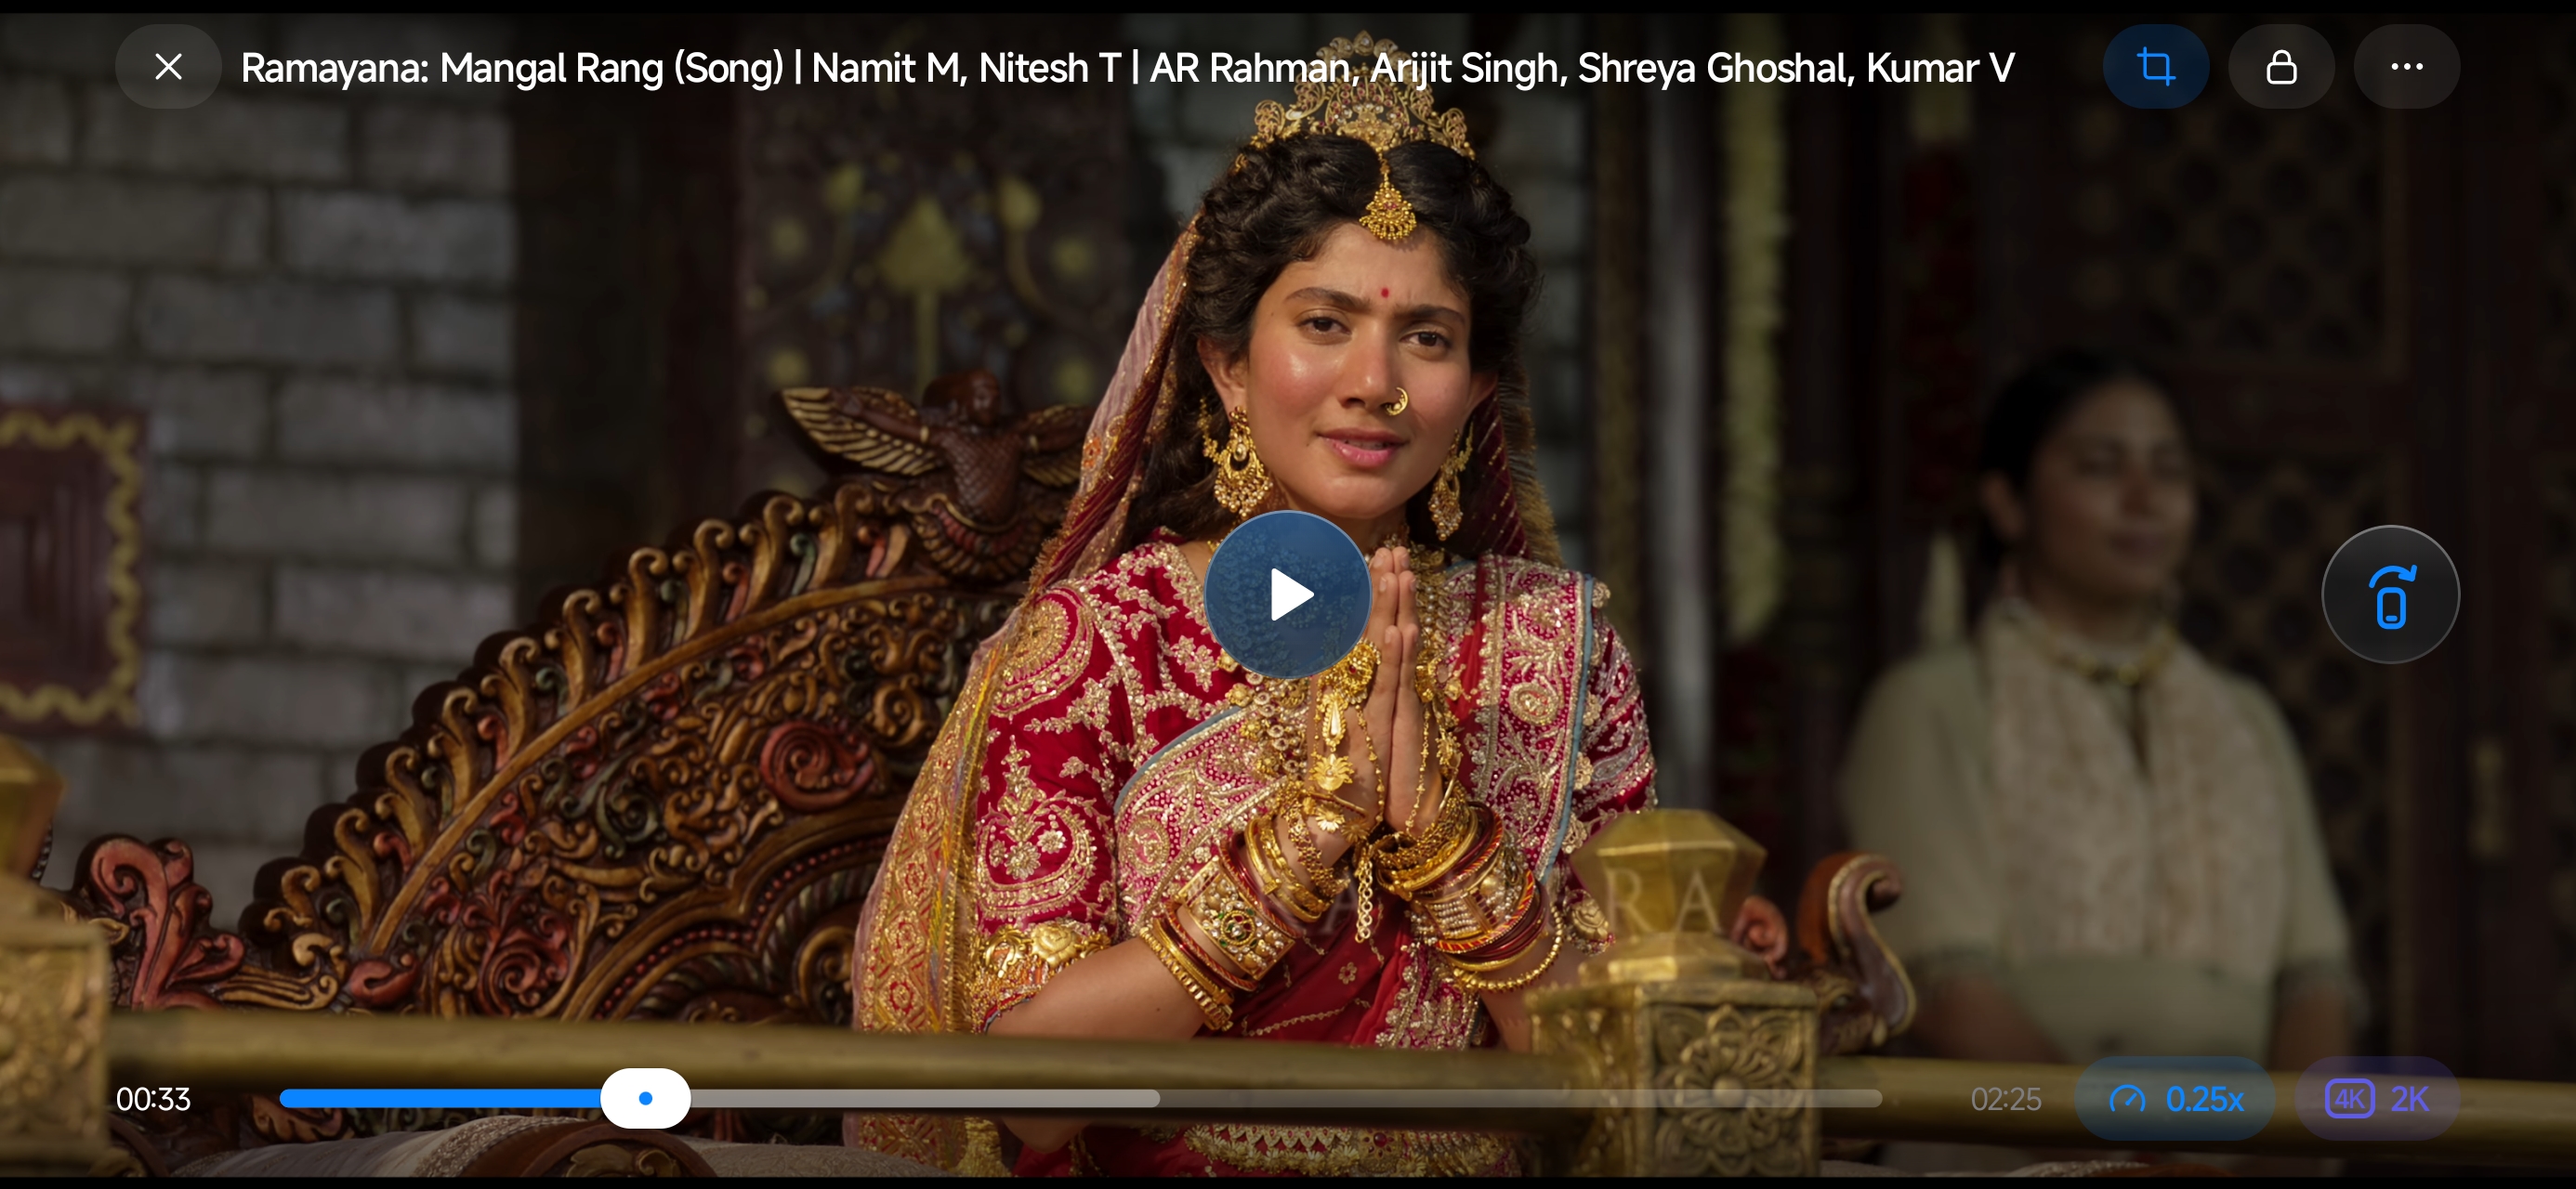 Ramayana: Mangal Rang (Song) | Namit M, Nitesh T | AR Rahman, Arijit Singh, Shreya Ghoshal, Kumar V
RA
00:33
02:25
0.25x
4K 2K